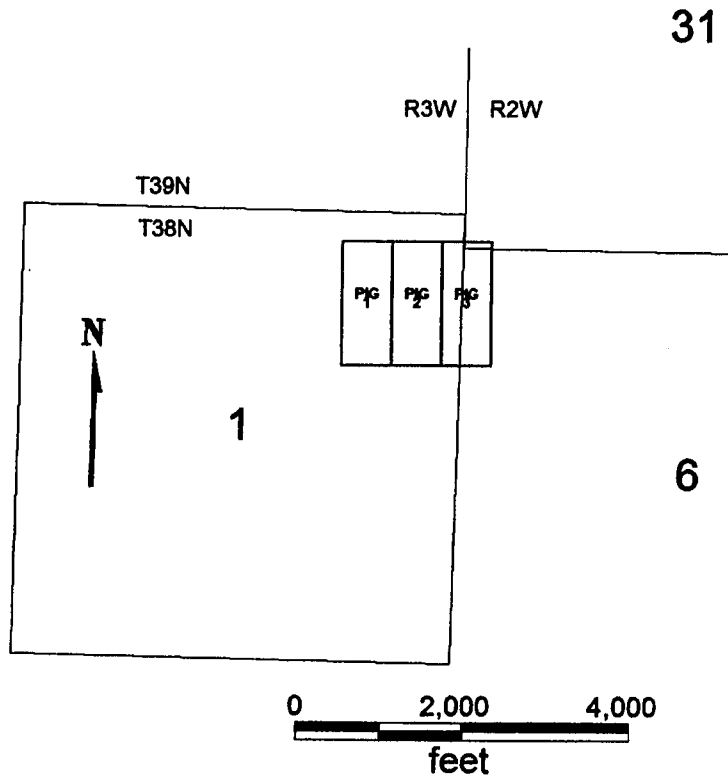 31
R3W R2W
T39N
T38N
PIG 1 PIG 2 PIG 3
N
1
6
0 2,000 4,000
feet